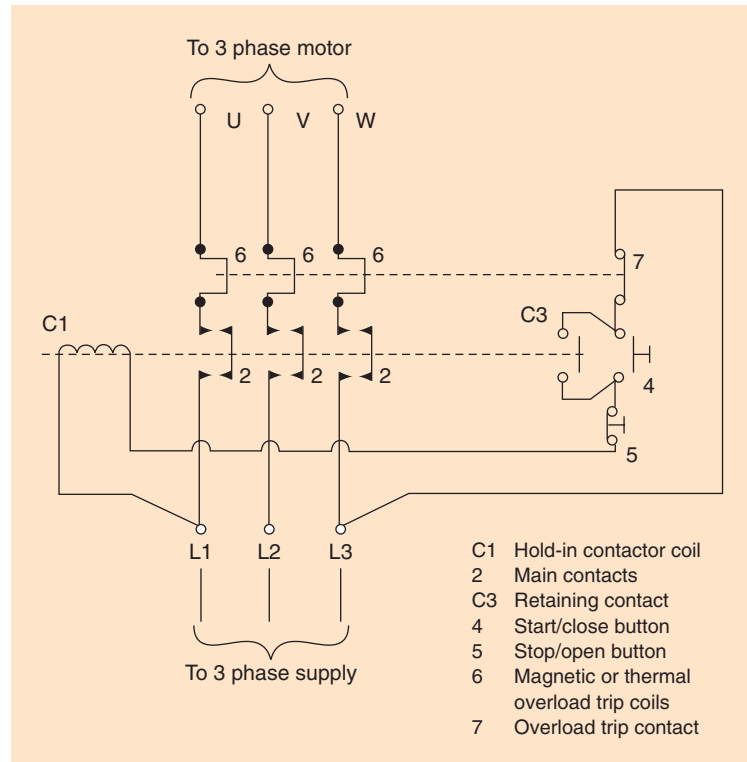 To 3 phase motor
U V W
6 6 6
7
C1
C3
2 2 2
4
5
L1 L2 L3
To 3 phase supply
C1 Hold-in contactor coil
2 Main contacts
C3 Retaining contact
4 Start/close button
5 Stop/open button
6 Magnetic or thermal
overload trip coils
7 Overload trip contact